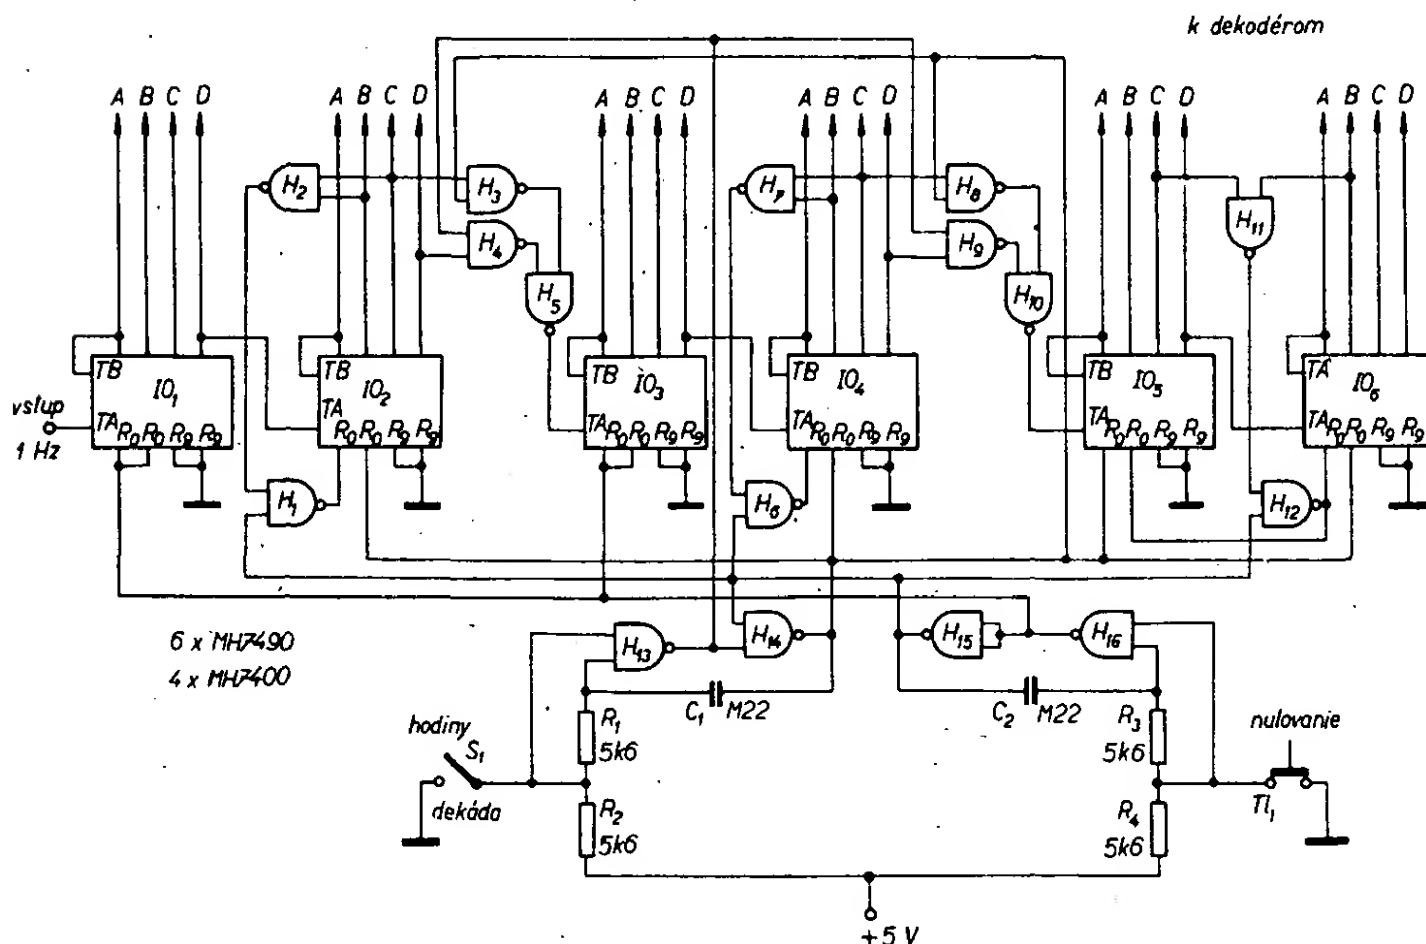 k dekodérom
A B C D A B C D A B C D A B C D A B C D A B C D
H2 H3 H7 H8
H4 H9 H11
H5 H10
TB IO1 TB IO2 TB IO3 TB IO4 TB IO5 TA IO6
vstup
1 Hz
TA R0 R0 R9 R9 TA R0 R0 R9 R9 TA R0 R0 R9 R9 TA R0 R0 R9 R9 TA R0 R0 R9 R9 TA R0 R0 R9 R9
H1 H6 H12
6 x MH7490
4 x MH7400
H13 H14 H15 H16
C1 M22 C2 M22
hodiny
S1
dekáda
R1
5k6
R2
5k6
R3
5k6
R4
5k6
nulovanie
Tl1
+5 V